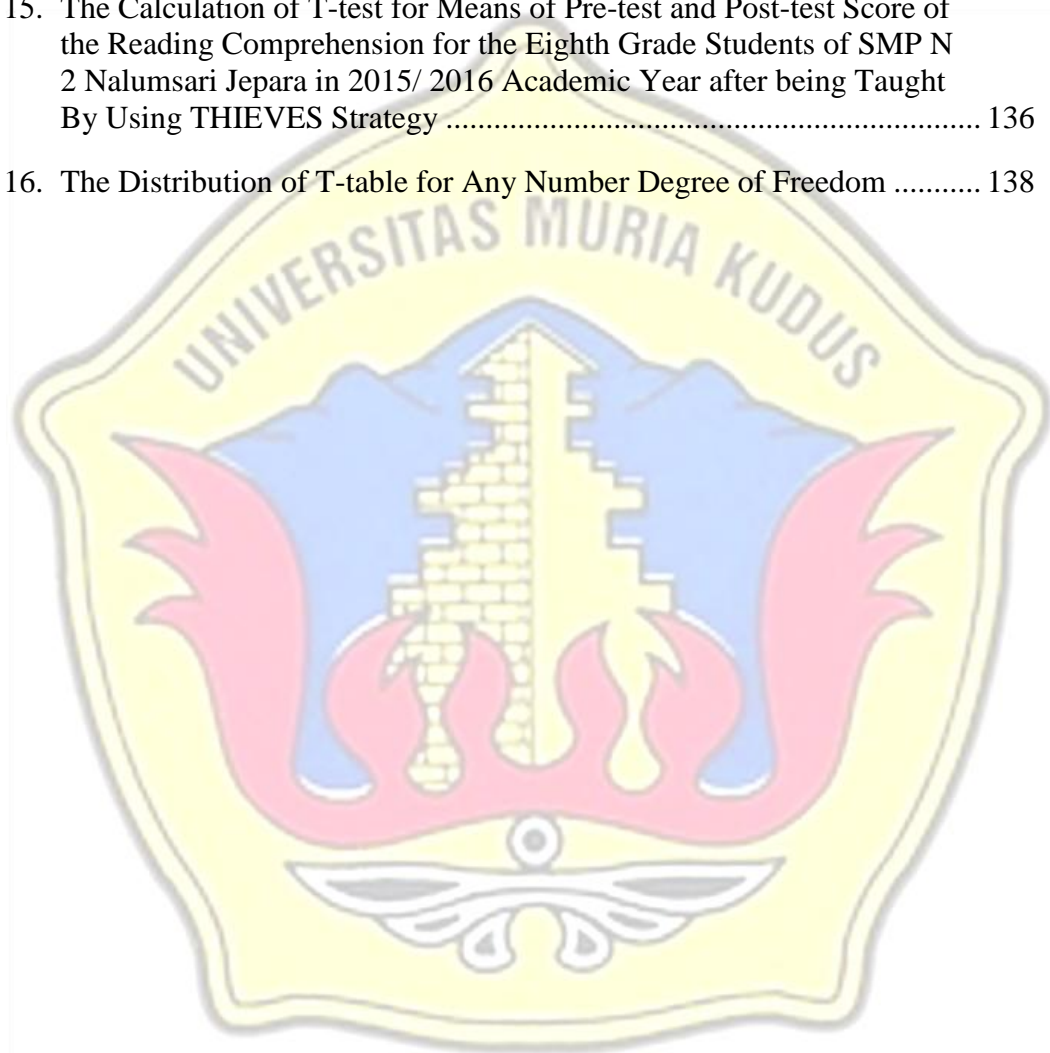 15. The Calculation of T-test for Means of Pre-test and Post-test Score of
the Reading Comprehension for the Eighth Grade Students of SMP N
2 Nalumsari Jepara in 2015/ 2016 Academic Year after being Taught
By Using THIEVES Strategy ................................................................. 136
16. The Distribution of T-table for Any Number Degree of Freedom ........... 138
UNIVERSITAS MURIA KUDUS